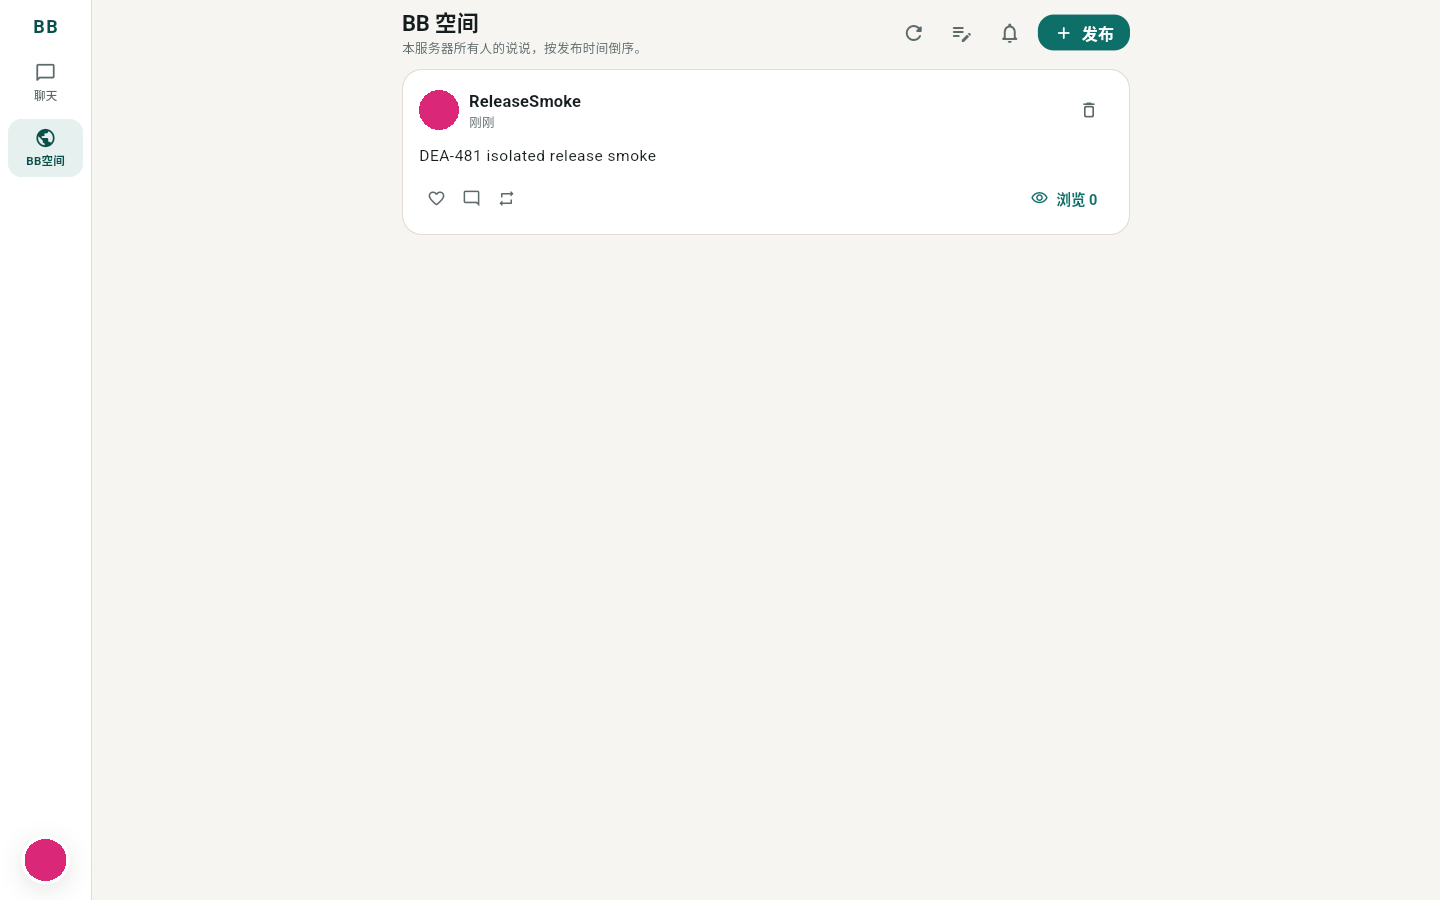 BB
聊天
BB空间
BB 空间
本服务器所有人的说说，按发布时间倒序。
发布
ReleaseSmoke
刚刚
DEA-481 isolated release smoke
浏览 0